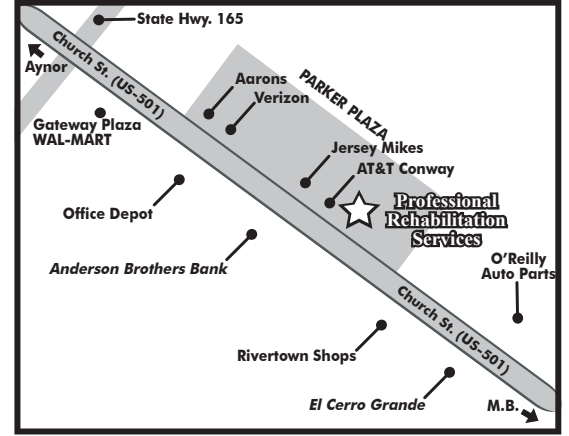 State Hwy. 165
Church St. (US-501)
Aynor
Aarons
Verizon
PARKER PLAZA
Gateway Plaza
WAL-MART
Jersey Mikes
AT&T Conway
Office Depot
Professional
Rehabilitation
Services
Anderson Brothers Bank
O'Reilly
Auto Parts
Church St. (US-501)
Rivertown Shops
El Cerro Grande
M.B.